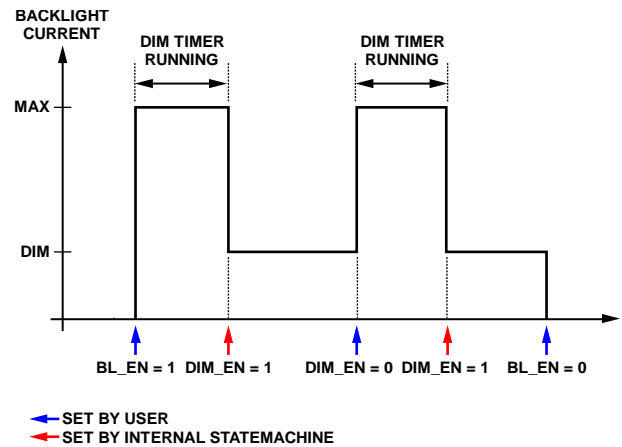 BACKLIGHT
CURRENT
DIM TIMER
RUNNING
DIM TIMER
RUNNING
MAX
DIM
BL_EN = 1 DIM_EN = 1 DIM_EN = 0 DIM_EN = 1 BL_EN = 0
SET BY USER
SET BY INTERNAL STATEMACHINE